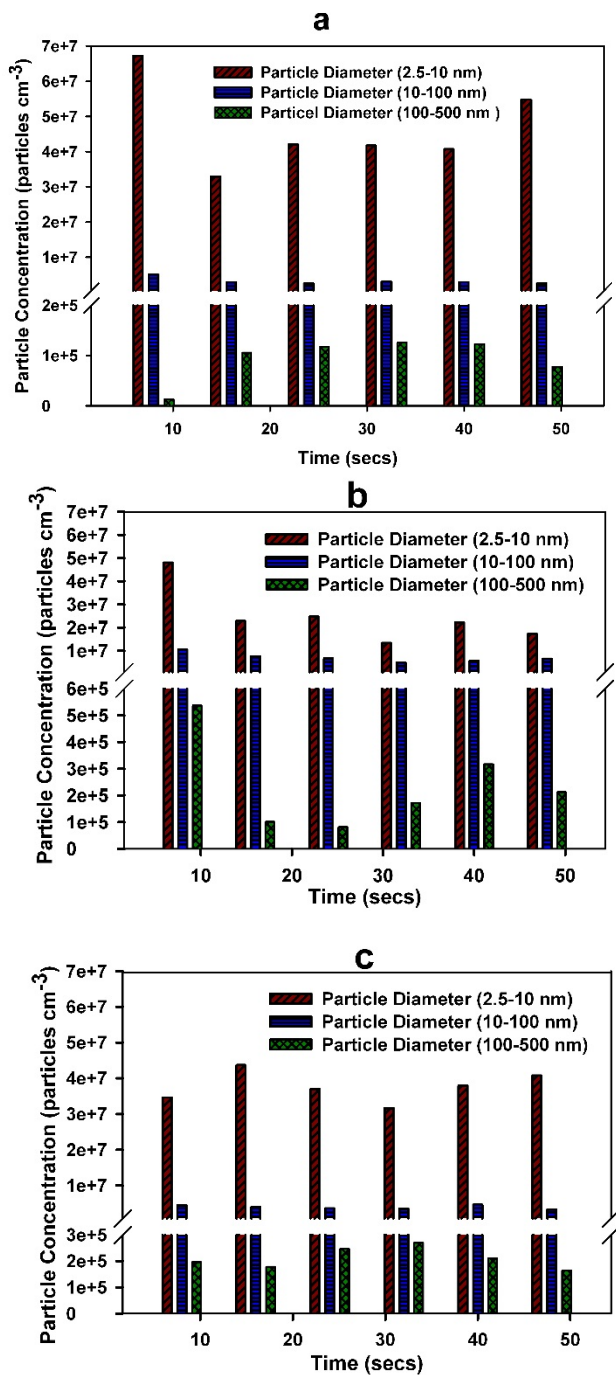 a
Particle Concentration (particles cm⁻³)
7e+7
6e+7
5e+7
4e+7
3e+7
2e+7
1e+7
2e+5
1e+5
0
Particle Diameter (2.5-10 nm)
Particle Diameter (10-100 nm)
Particel Diameter (100-500 nm )
10 20 30 40 50
Time (secs)
b
Particle Concentration (particles cm⁻³)
7e+7
6e+7
5e+7
4e+7
3e+7
2e+7
1e+7
6e+5
5e+5
4e+5
3e+5
2e+5
1e+5
0
Particle Diameter (2.5-10 nm)
Particle Diameter (10-100 nm)
Particle Diameter (100-500 nm)
10 20 30 40 50
Time (secs)
c
Particle Concentration (particles cm⁻³)
7e+7
6e+7
5e+7
4e+7
3e+7
2e+7
1e+7
3e+5
2e+5
1e+5
0
Particle Diameter (2.5-10 nm)
Particle Diameter (10-100 nm)
Particle Diameter (100-500 nm)
10 20 30 40 50
Time (secs)